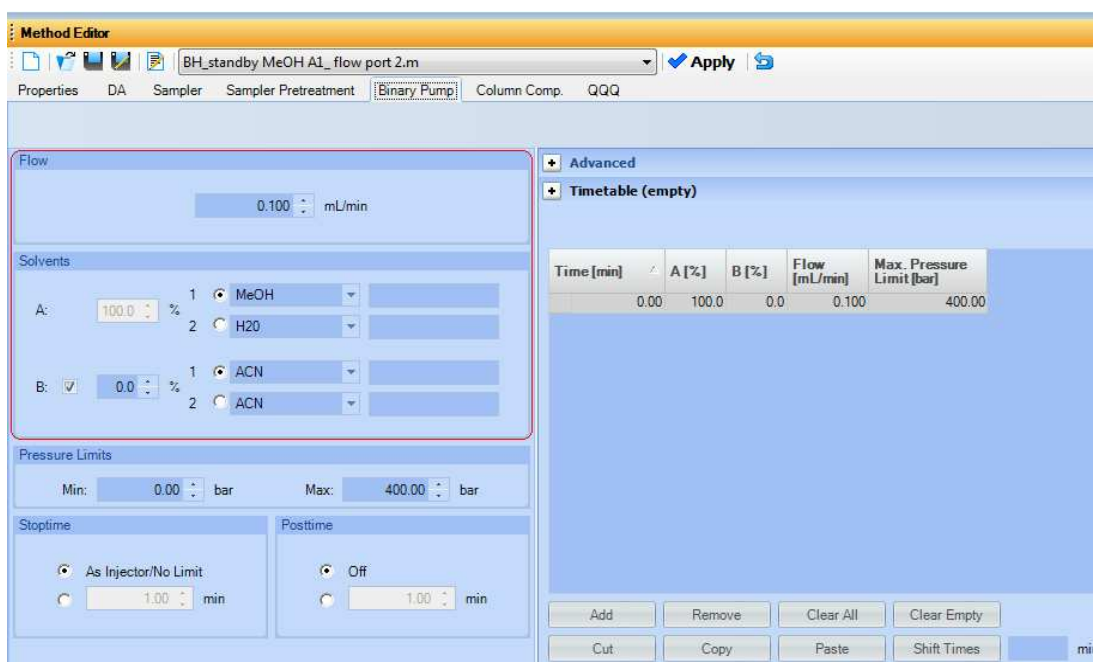 Method Editor
BH_standby MeOH A1_ flow port 2.m Apply
Properties DA Sampler Sampler Pretreatment Binary Pump Column Comp. QQQ
Flow
0.100 mL/min
Solvents
A: 100.0 % 1 MeOH
2 H20
B: 0.0 % 1 ACN
2 ACN
Pressure Limits
Min: 0.00 bar Max: 400.00 bar
Stoptime
As Injector/No Limit
1.00 min
Posttime
Off
1.00 min
Advanced
Timetable (empty)
Time [min] A [%] B [%] Flow [mL/min] Max. Pressure Limit [bar]
0.00 100.0 0.0 0.100 400.00
Add Remove Clear All Clear Empty
Cut Copy Paste Shift Times